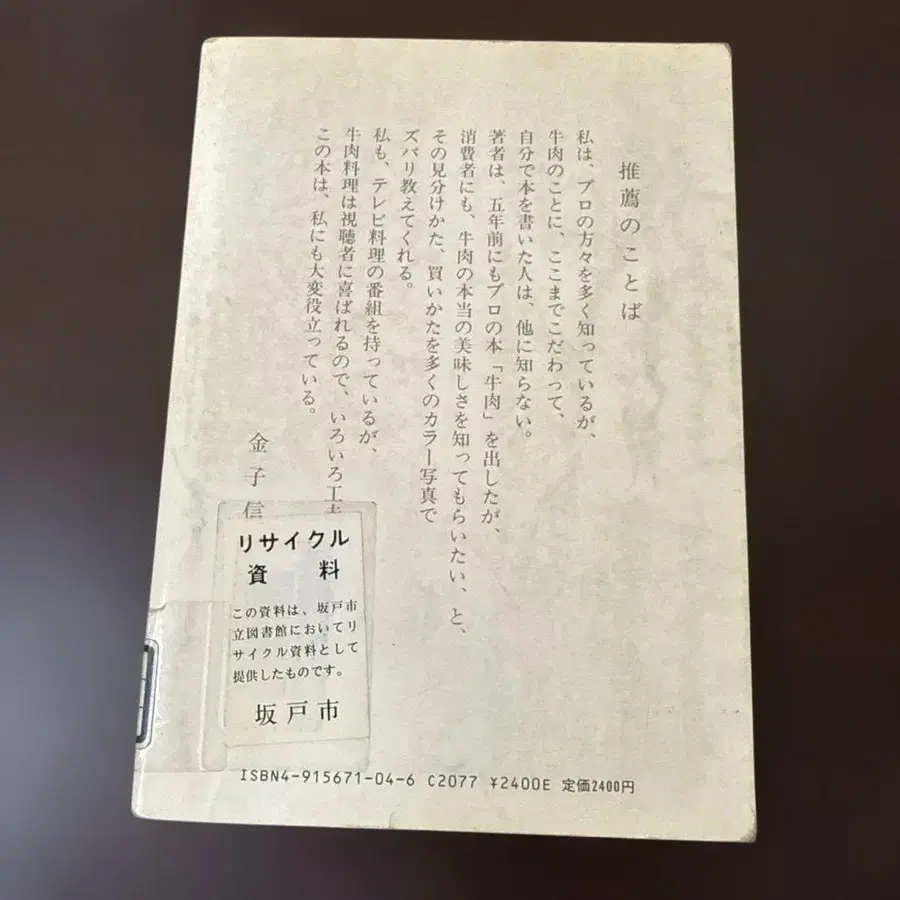 推薦のことば
私は、プロの方々を多く知っているが、
牛肉のことに、ここまでこだわって、
自分で本を書いた人は、他に知らない。
著者は、五年前にもプロの本「牛肉」を出したが、
消費者にも、牛肉の本当の美味しさを知ってもらいたい、と、
その見分けかた、買いかたを多くのカラー写真で
ズバリ教えてくれる。
私も、テレビ料理の番組を持っているが、
牛肉料理は視聴者に喜ばれるので、いろいろ工
この本は、私にも大変役立っている。
金子信
リサイクル
資料
この資料は、坂戸市
立図書館においてリ
サイクル資料として
提供したものです。
坂戸市
ISBN4-915671-04-6 C2077 ¥2400E 定価2400円